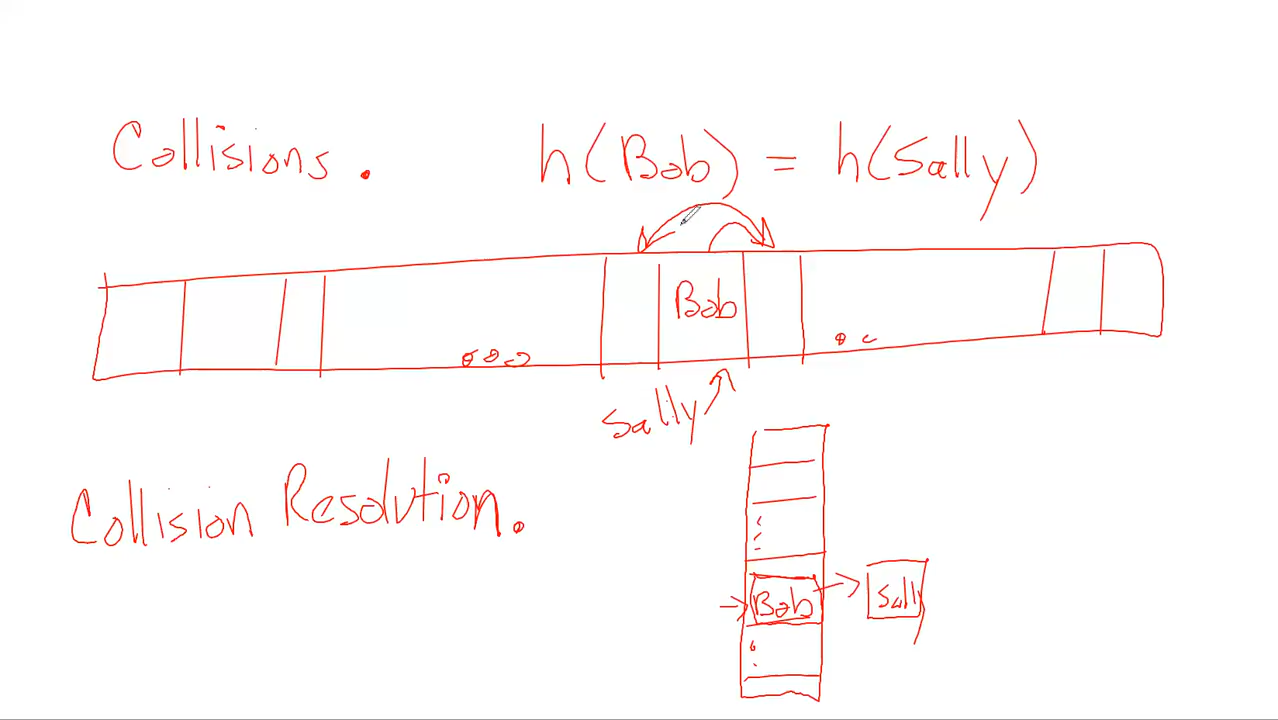 Collisions. h(Bob) = h(Sally)
Bob
Sally
Collision Resolution.
Bob
Sally